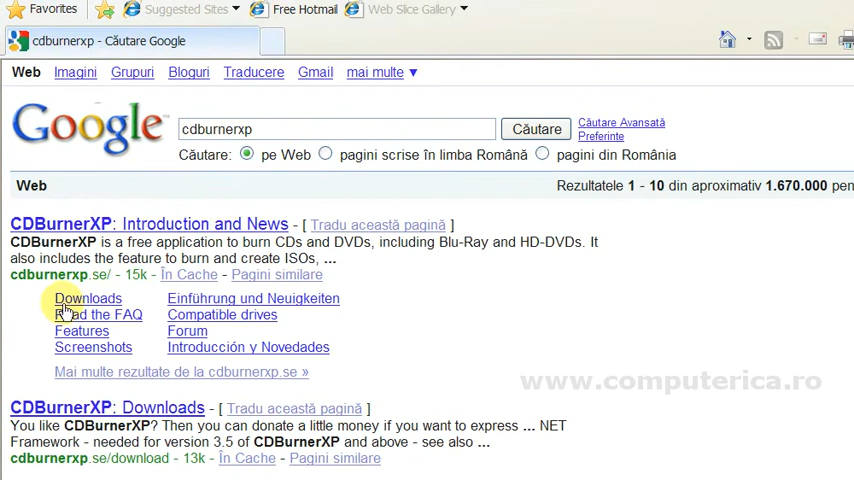 Favorites Suggested Sites Free Hotmail Web Slice Gallery
cdburnerxp - Căutare Google
Web Imagini Grupuri Bloguri Traducere Gmail mai multe ▼
Google cdburnerxp Căutare Căutare Avansată
Preferinte
Căutare: pe Web pagini scrise în limba Română pagini din România
Web Rezultatele 1 - 10 din aproximativ 1.670.000 pen
CDBurnerXP: Introduction and News - [ Tradu această pagină ]
CDBurnerXP is a free application to burn CDs and DVDs, including Blu-Ray and HD-DVDs. It
also includes the feature to burn and create ISOs, ...
cdburnerxp.se/ - 15k - În Cache - Pagini similare
Downloads Einführung und Neuigkeiten
Read the FAQ Compatible drives
Features Forum
Screenshots Introducción y Novedades
Mai multe rezultate de la cdburnerxp.se »
www.computerica.ro
CDBurnerXP: Downloads - [ Tradu această pagină ]
You like CDBurnerXP? Then you can donate a little money if you want to express ... NET
Framework - needed for version 3.5 of CDBurnerXP and above - see also ...
cdburnerxp.se/download - 13k - În Cache - Pagini similare